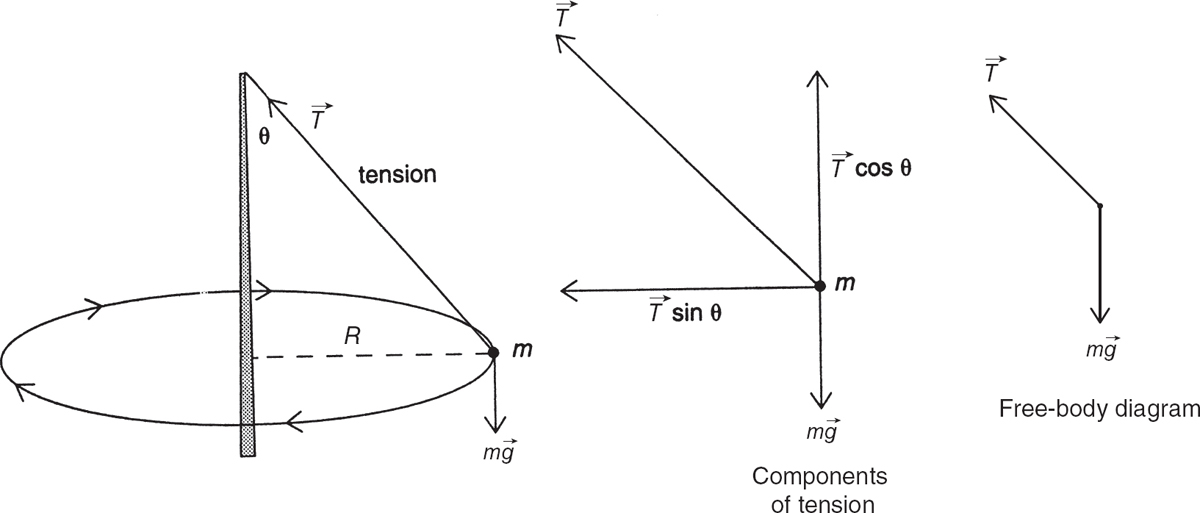 T⃗
θ
tension
R
m
mg⃗
T⃗
T⃗ cos θ
m
T⃗ sin θ
mg⃗
Components
of tension
T⃗
mg⃗
Free-body diagram